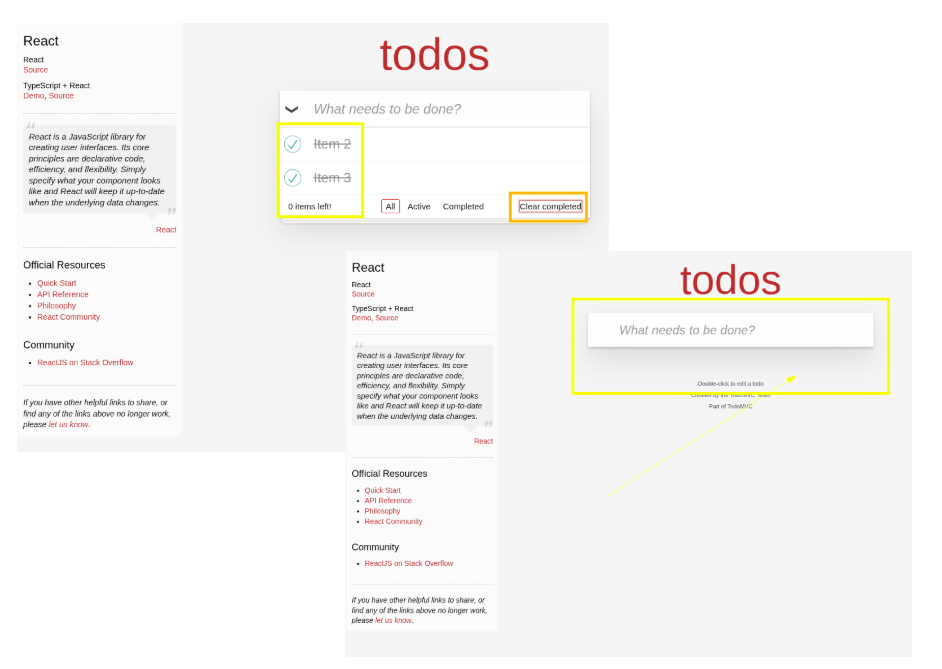 React
React
Source
TypeScript + React
Demo, Source
“
React is a JavaScript library for
creating user interfaces. Its core
principles are declarative code,
efficiency, and flexibility. Simply
specify what your component looks
like and React will keep it up-to-date
when the underlying data changes.
”
React
Official Resources
Quick Start
API Reference
Philosophy
React Community
Community
ReactJS on Stack Overflow
If you have other helpful links to share, or
find any of the links above no longer work,
please let us know.
todos
What needs to be done?
Item 2
Item 3
0 items left! All Active Completed Clear completed
React
React
Source
TypeScript + React
Demo, Source
“
React is a JavaScript library for
creating user interfaces. Its core
principles are declarative code,
efficiency, and flexibility. Simply
specify what your component looks
like and React will keep it up-to-date
when the underlying data changes.
”
React
Official Resources
Quick Start
API Reference
Philosophy
React Community
Community
ReactJS on Stack Overflow
If you have other helpful links to share, or
find any of the links above no longer work,
please let us know.
todos
What needs to be done?
Double-click to edit a todo
Created by the TodoMVC Team
Part of TodoMVC